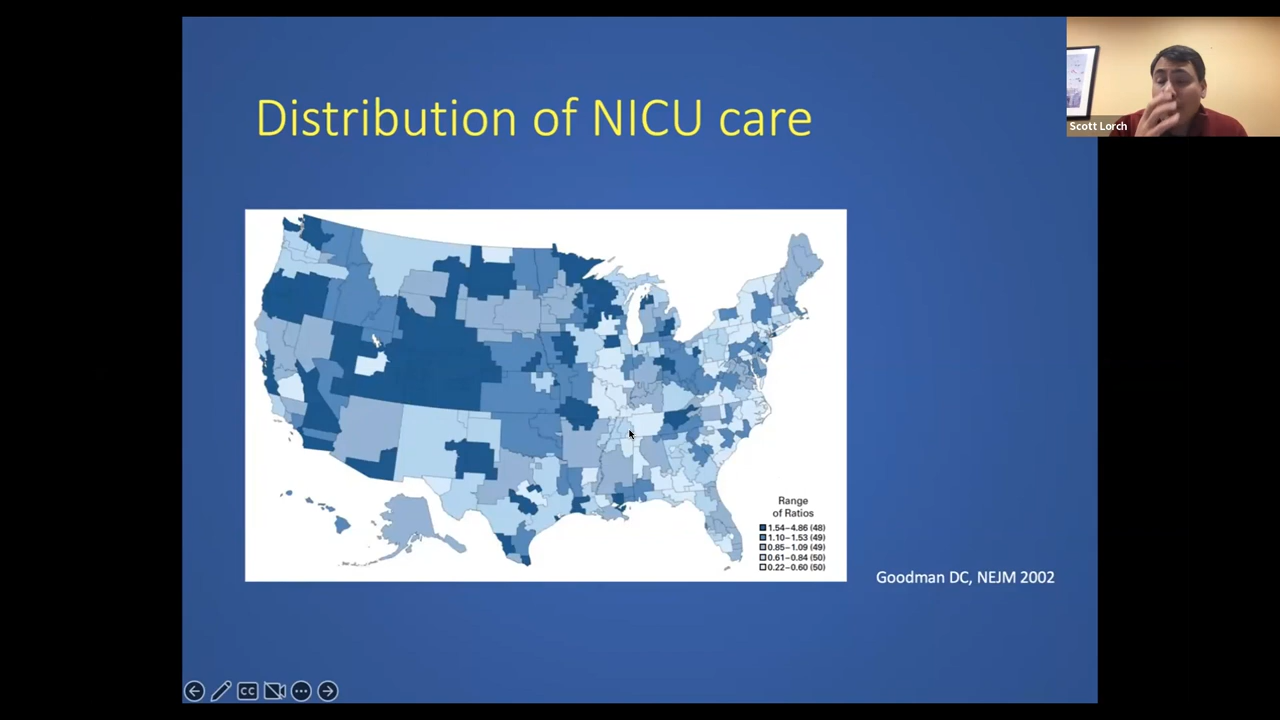 Scott Lorch
Distribution of NICU care
Range
of Ratios
1.54–4.86 (48)
1.10–1.53 (49)
0.85–1.09 (49)
0.61–0.84 (50)
0.22–0.60 (50)
Goodman DC, NEJM 2002
CC